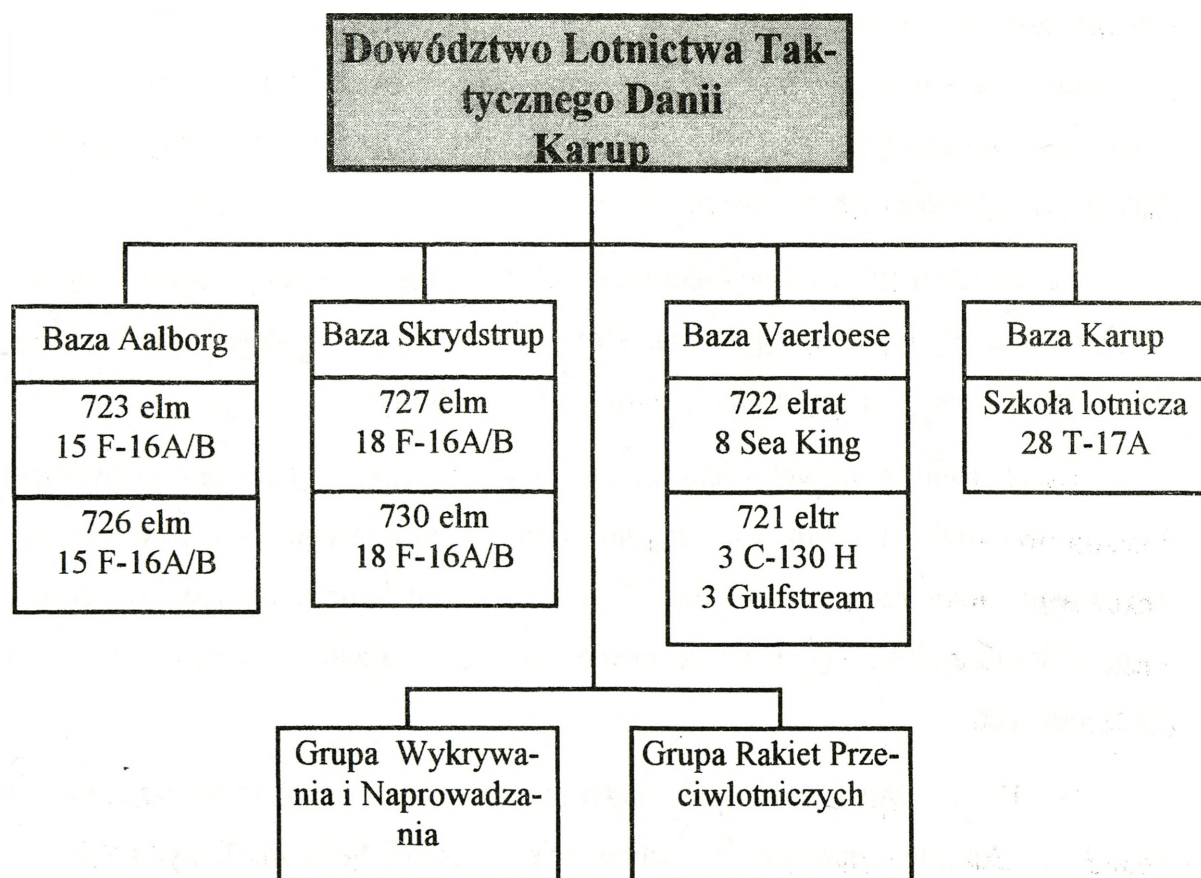 Dowództwo Lotnictwa Tak-
tycznego Danii
Karup
Baza Aalborg
723 elm
15 F-16A/B
726 elm
15 F-16A/B
Baza Skrydstrup
727 elm
18 F-16A/B
730 elm
18 F-16A/B
Baza Vaerloese
722 elrat
8 Sea King
721 eltr
3 C-130 H
3 Gulfstream
Baza Karup
Szkoła lotnicza
28 T-17A
Grupa Wykrywa-
nia i Naprowadza-
nia
Grupa Rakiet Prze-
ciwlotniczych